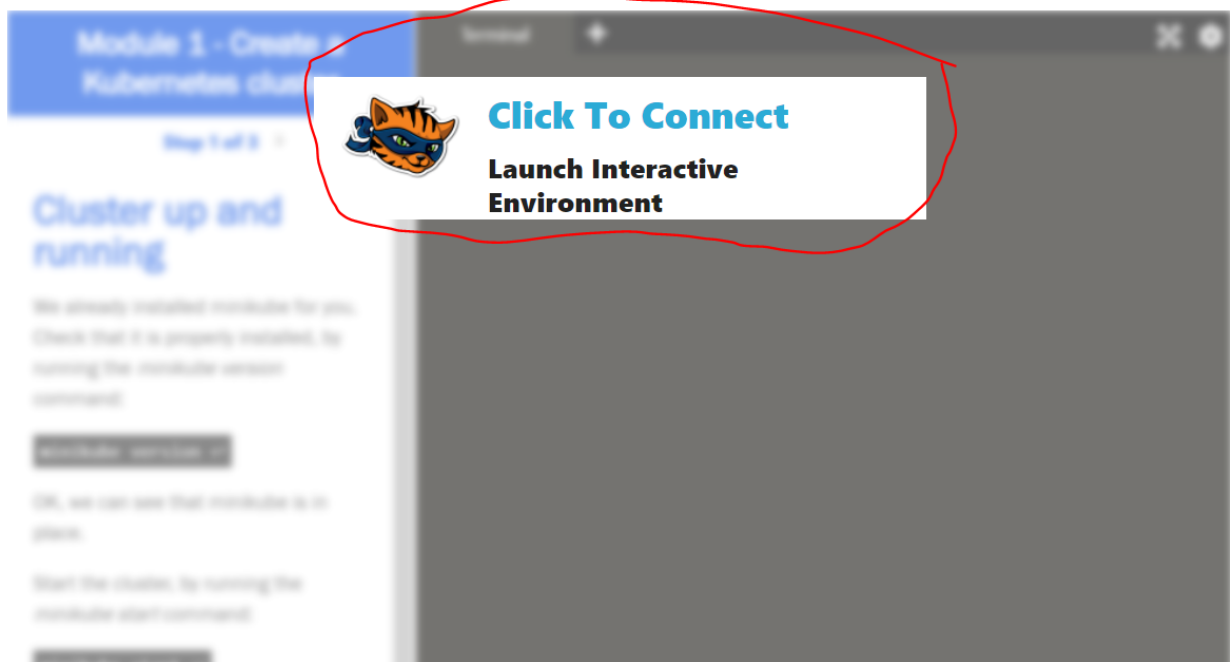 Module 1 - Create a
Kubernetes
Terminal
Click To Connect
Launch Interactive
Environment
Step 1 of 3
Cluster up and
running
We already installed minikube for you.
Check that it is properly installed, by
running the minikube version
command:
minikube version
OK, we can see that minikube is in
place.
Start the cluster, by running the
minikube start command: